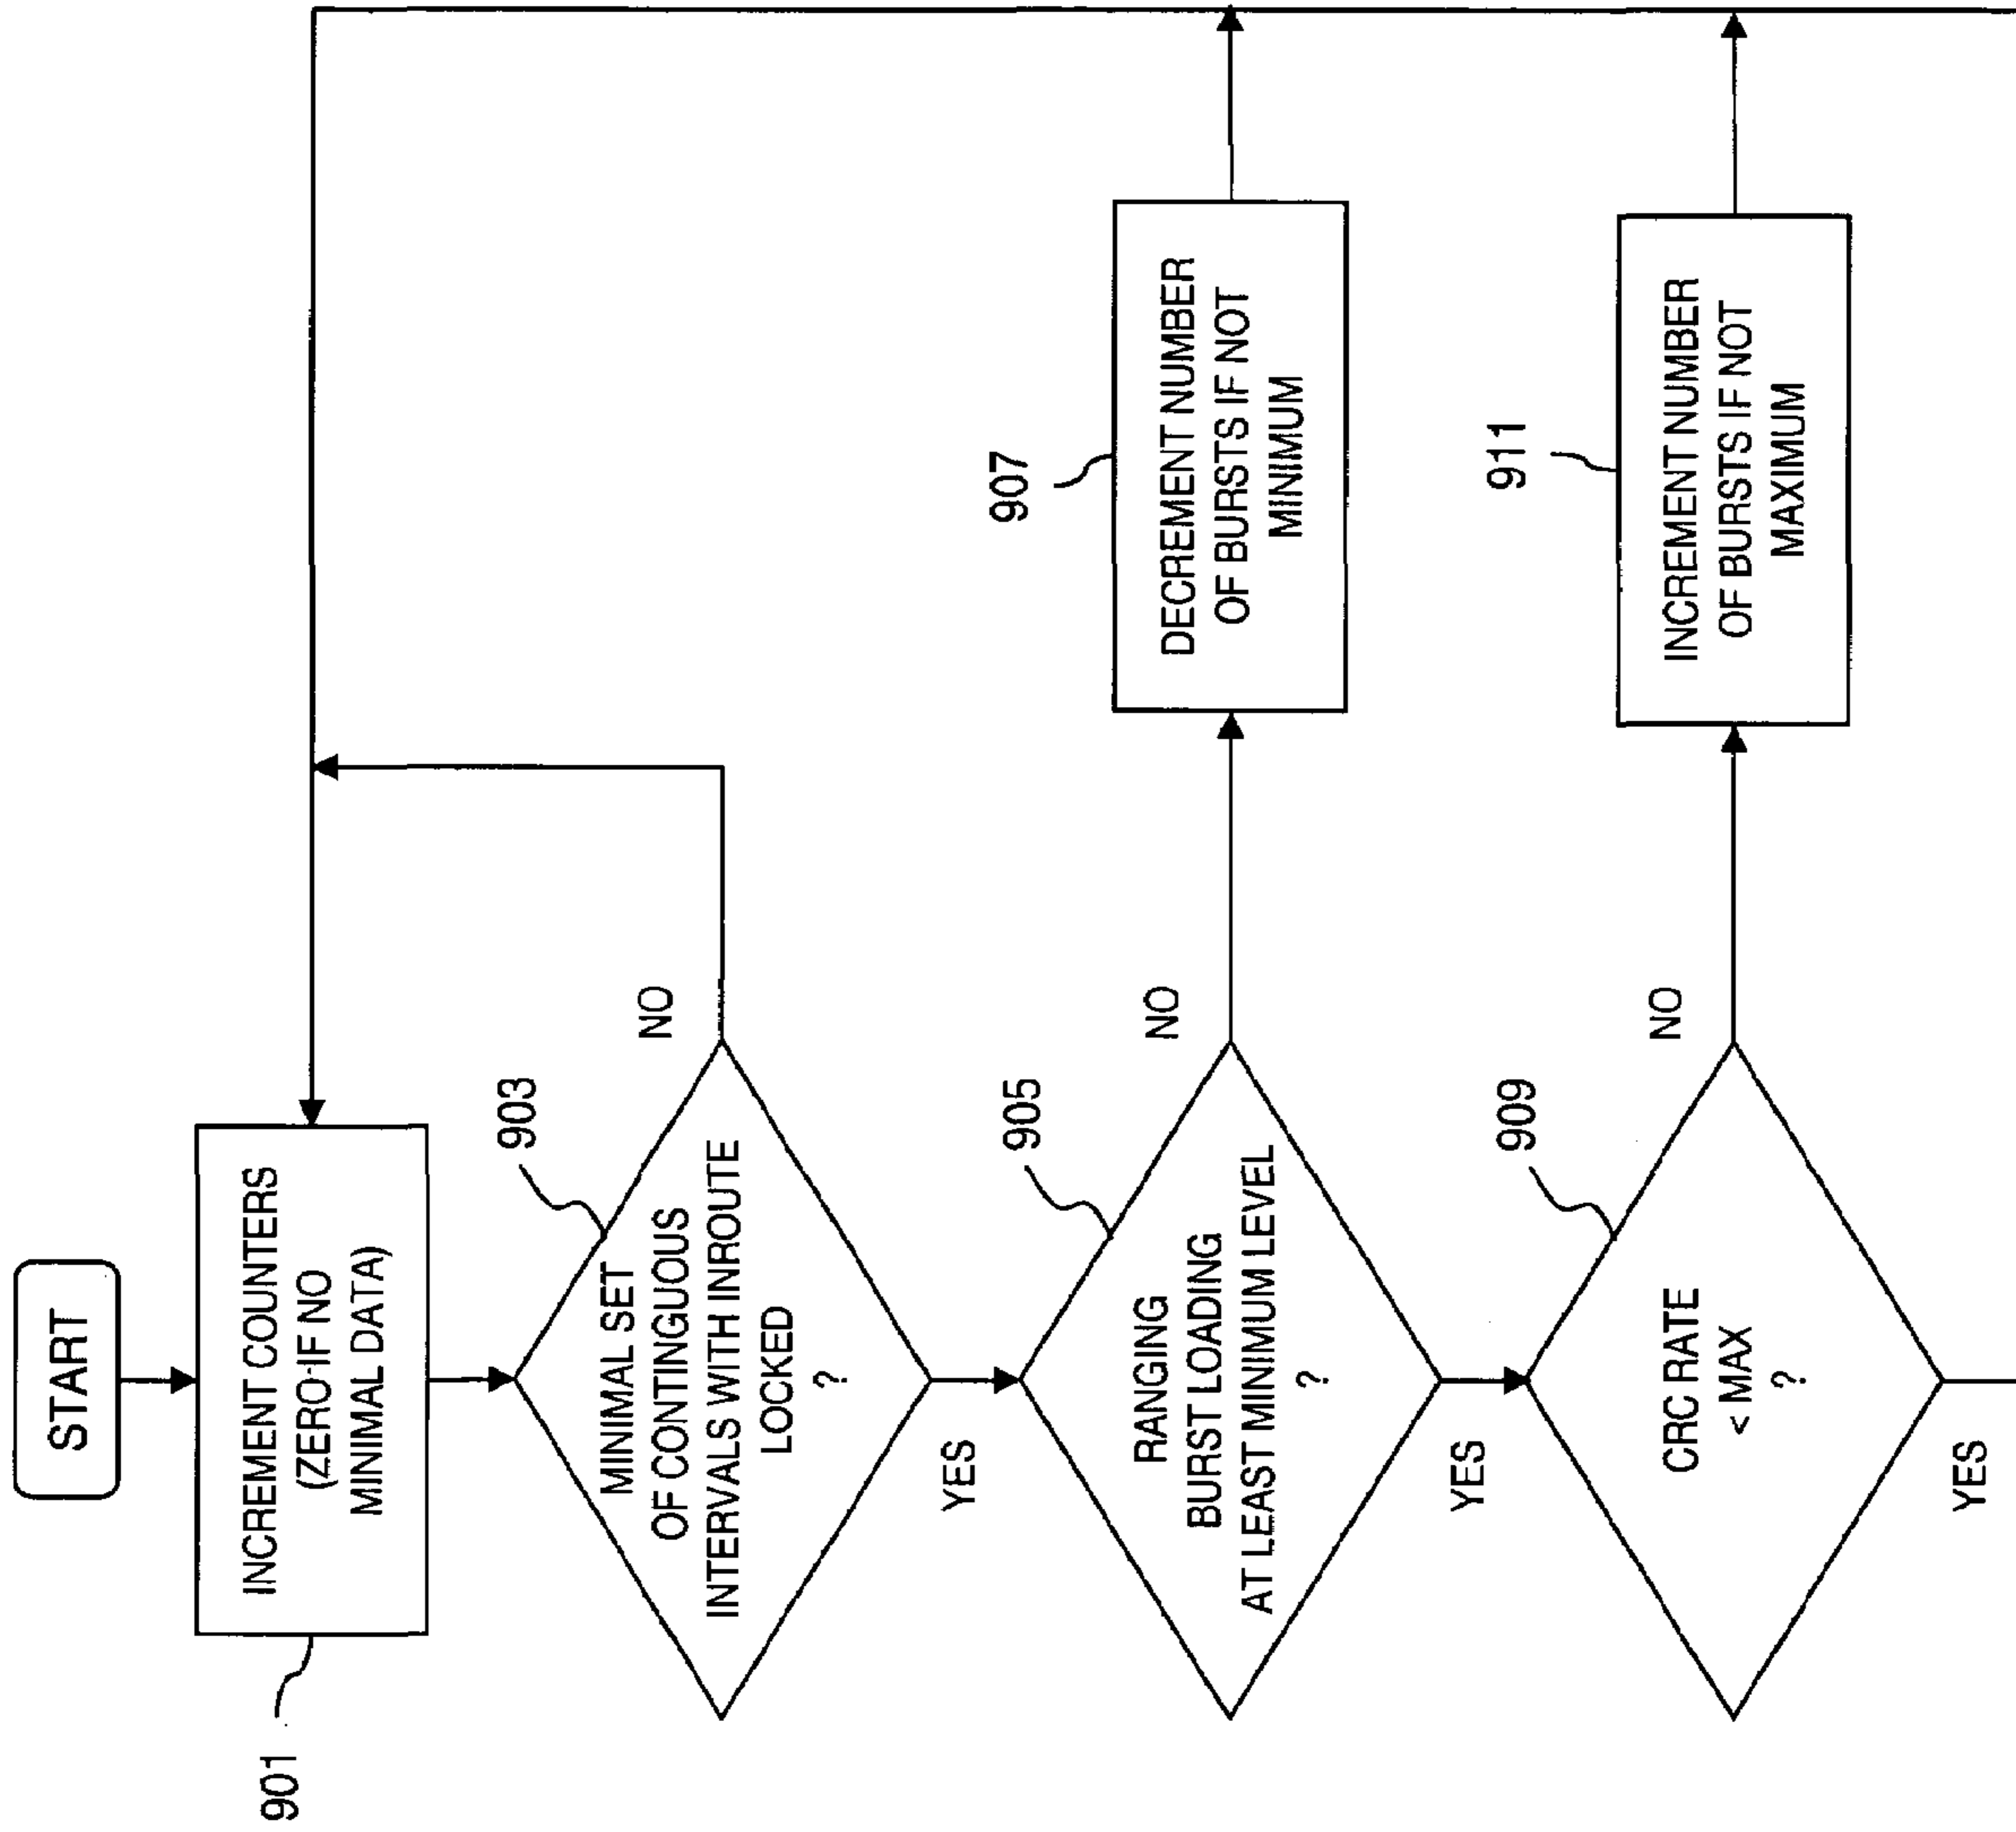 START
INCREMENT COUNTERS
(ZERO IF NO
MINIMAL DATA)
901
MINIMAL SET
OF CONTINGUOUS
INTERVALS WITH INROUTE
LOCKED
?
903
NO
YES
RANGING
BURST LOADING
AT LEAST MINIMUM LEVEL
?
905
NO
DECREMENT NUMBER
OF BURSTS IF NOT
MINIMUM
907
YES
CRC RATE
< MAX
?
909
NO
INCREMENT NUMBER
OF BURSTS IF NOT
MAXIMUM
911
YES